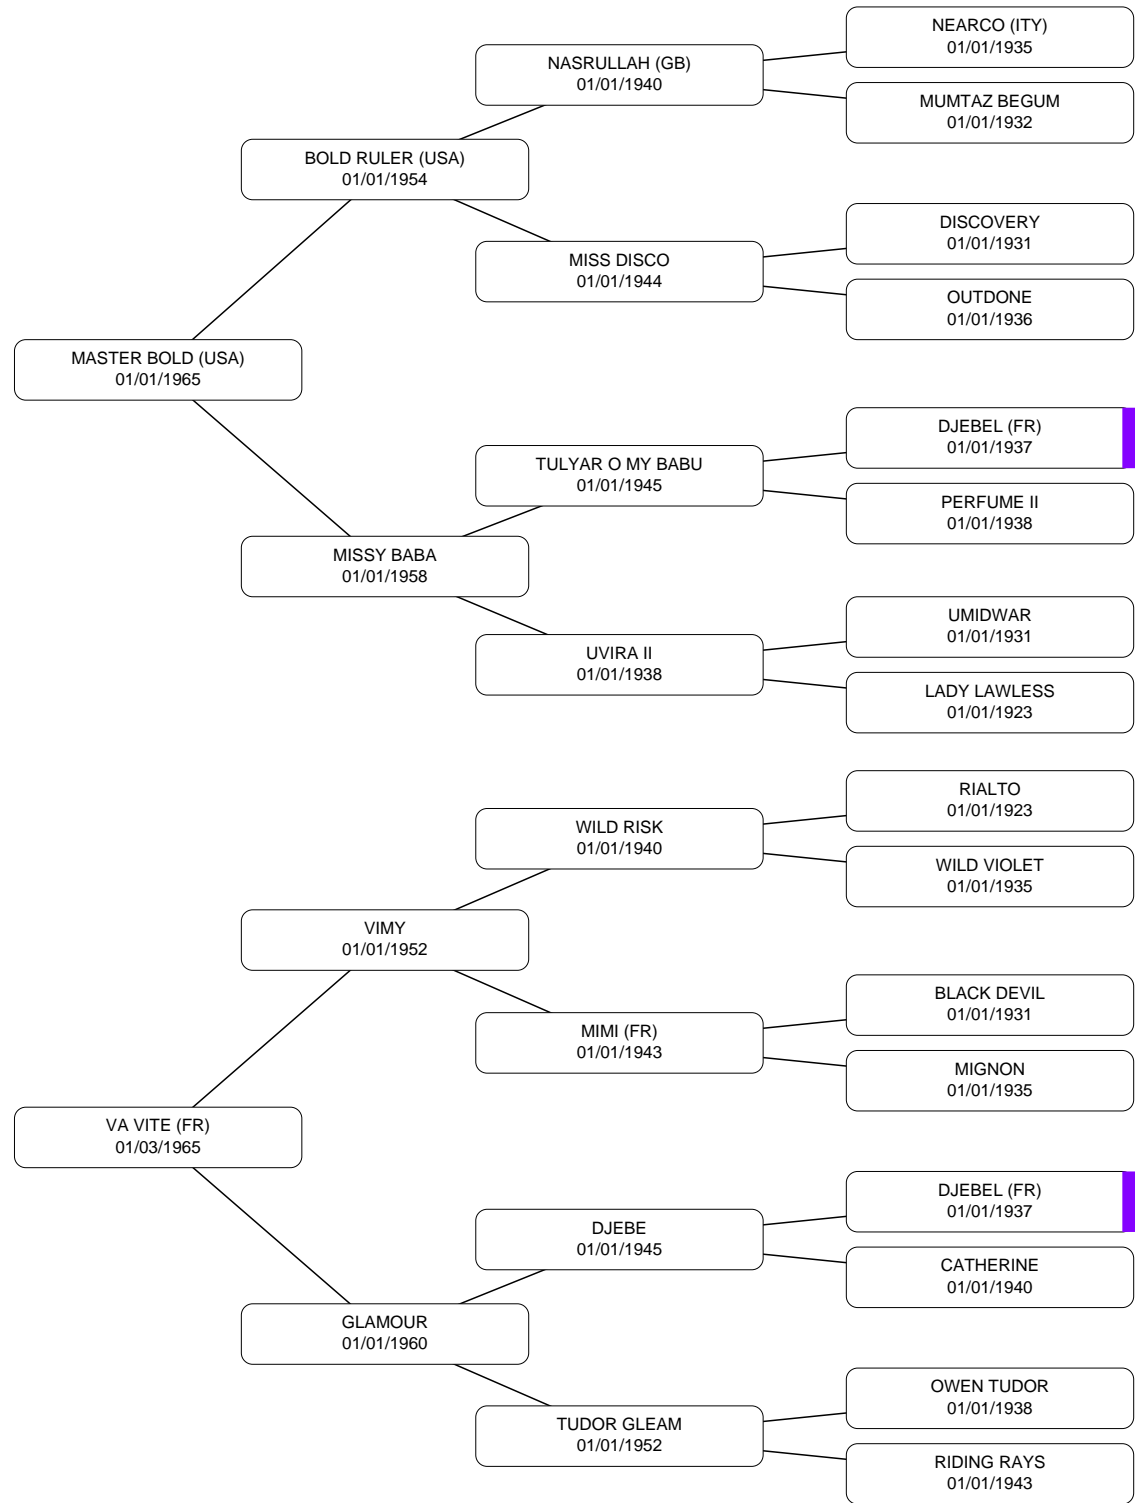 NEARCO (ITY)
01/01/1935
NASRULLAH (GB)
01/01/1940
MUMTAZ BEGUM
01/01/1932
BOLD RULER (USA)
01/01/1954
DISCOVERY
01/01/1931
MISS DISCO
01/01/1944
OUTDONE
01/01/1936
MASTER BOLD (USA)
01/01/1965
DJEBEL (FR)
01/01/1937
TULYAR O MY BABU
01/01/1945
PERFUME II
01/01/1938
MISSY BABA
01/01/1958
UMIDWAR
01/01/1931
UVIRA II
01/01/1938
LADY LAWLESS
01/01/1923
RIALTO
01/01/1923
WILD RISK
01/01/1940
WILD VIOLET
01/01/1935
VIMY
01/01/1952
BLACK DEVIL
01/01/1931
MIMI (FR)
01/01/1943
MIGNON
01/01/1935
VA VITE (FR)
01/03/1965
DJEBEL (FR)
01/01/1937
DJEBE
01/01/1945
CATHERINE
01/01/1940
GLAMOUR
01/01/1960
OWEN TUDOR
01/01/1938
TUDOR GLEAM
01/01/1952
RIDING RAYS
01/01/1943